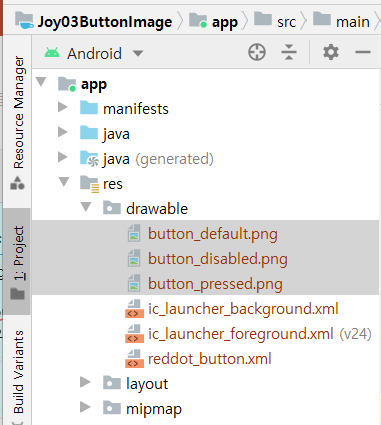 Joy03ButtonImage app src main
Android
app
manifests
java
java (generated)
res
drawable
button_default.png
button_disabled.png
button_pressed.png
ic_launcher_background.xml
ic_launcher_foreground.xml (v24)
reddot_button.xml
layout
mipmap
Resource Manager
1: Project
Build Variants